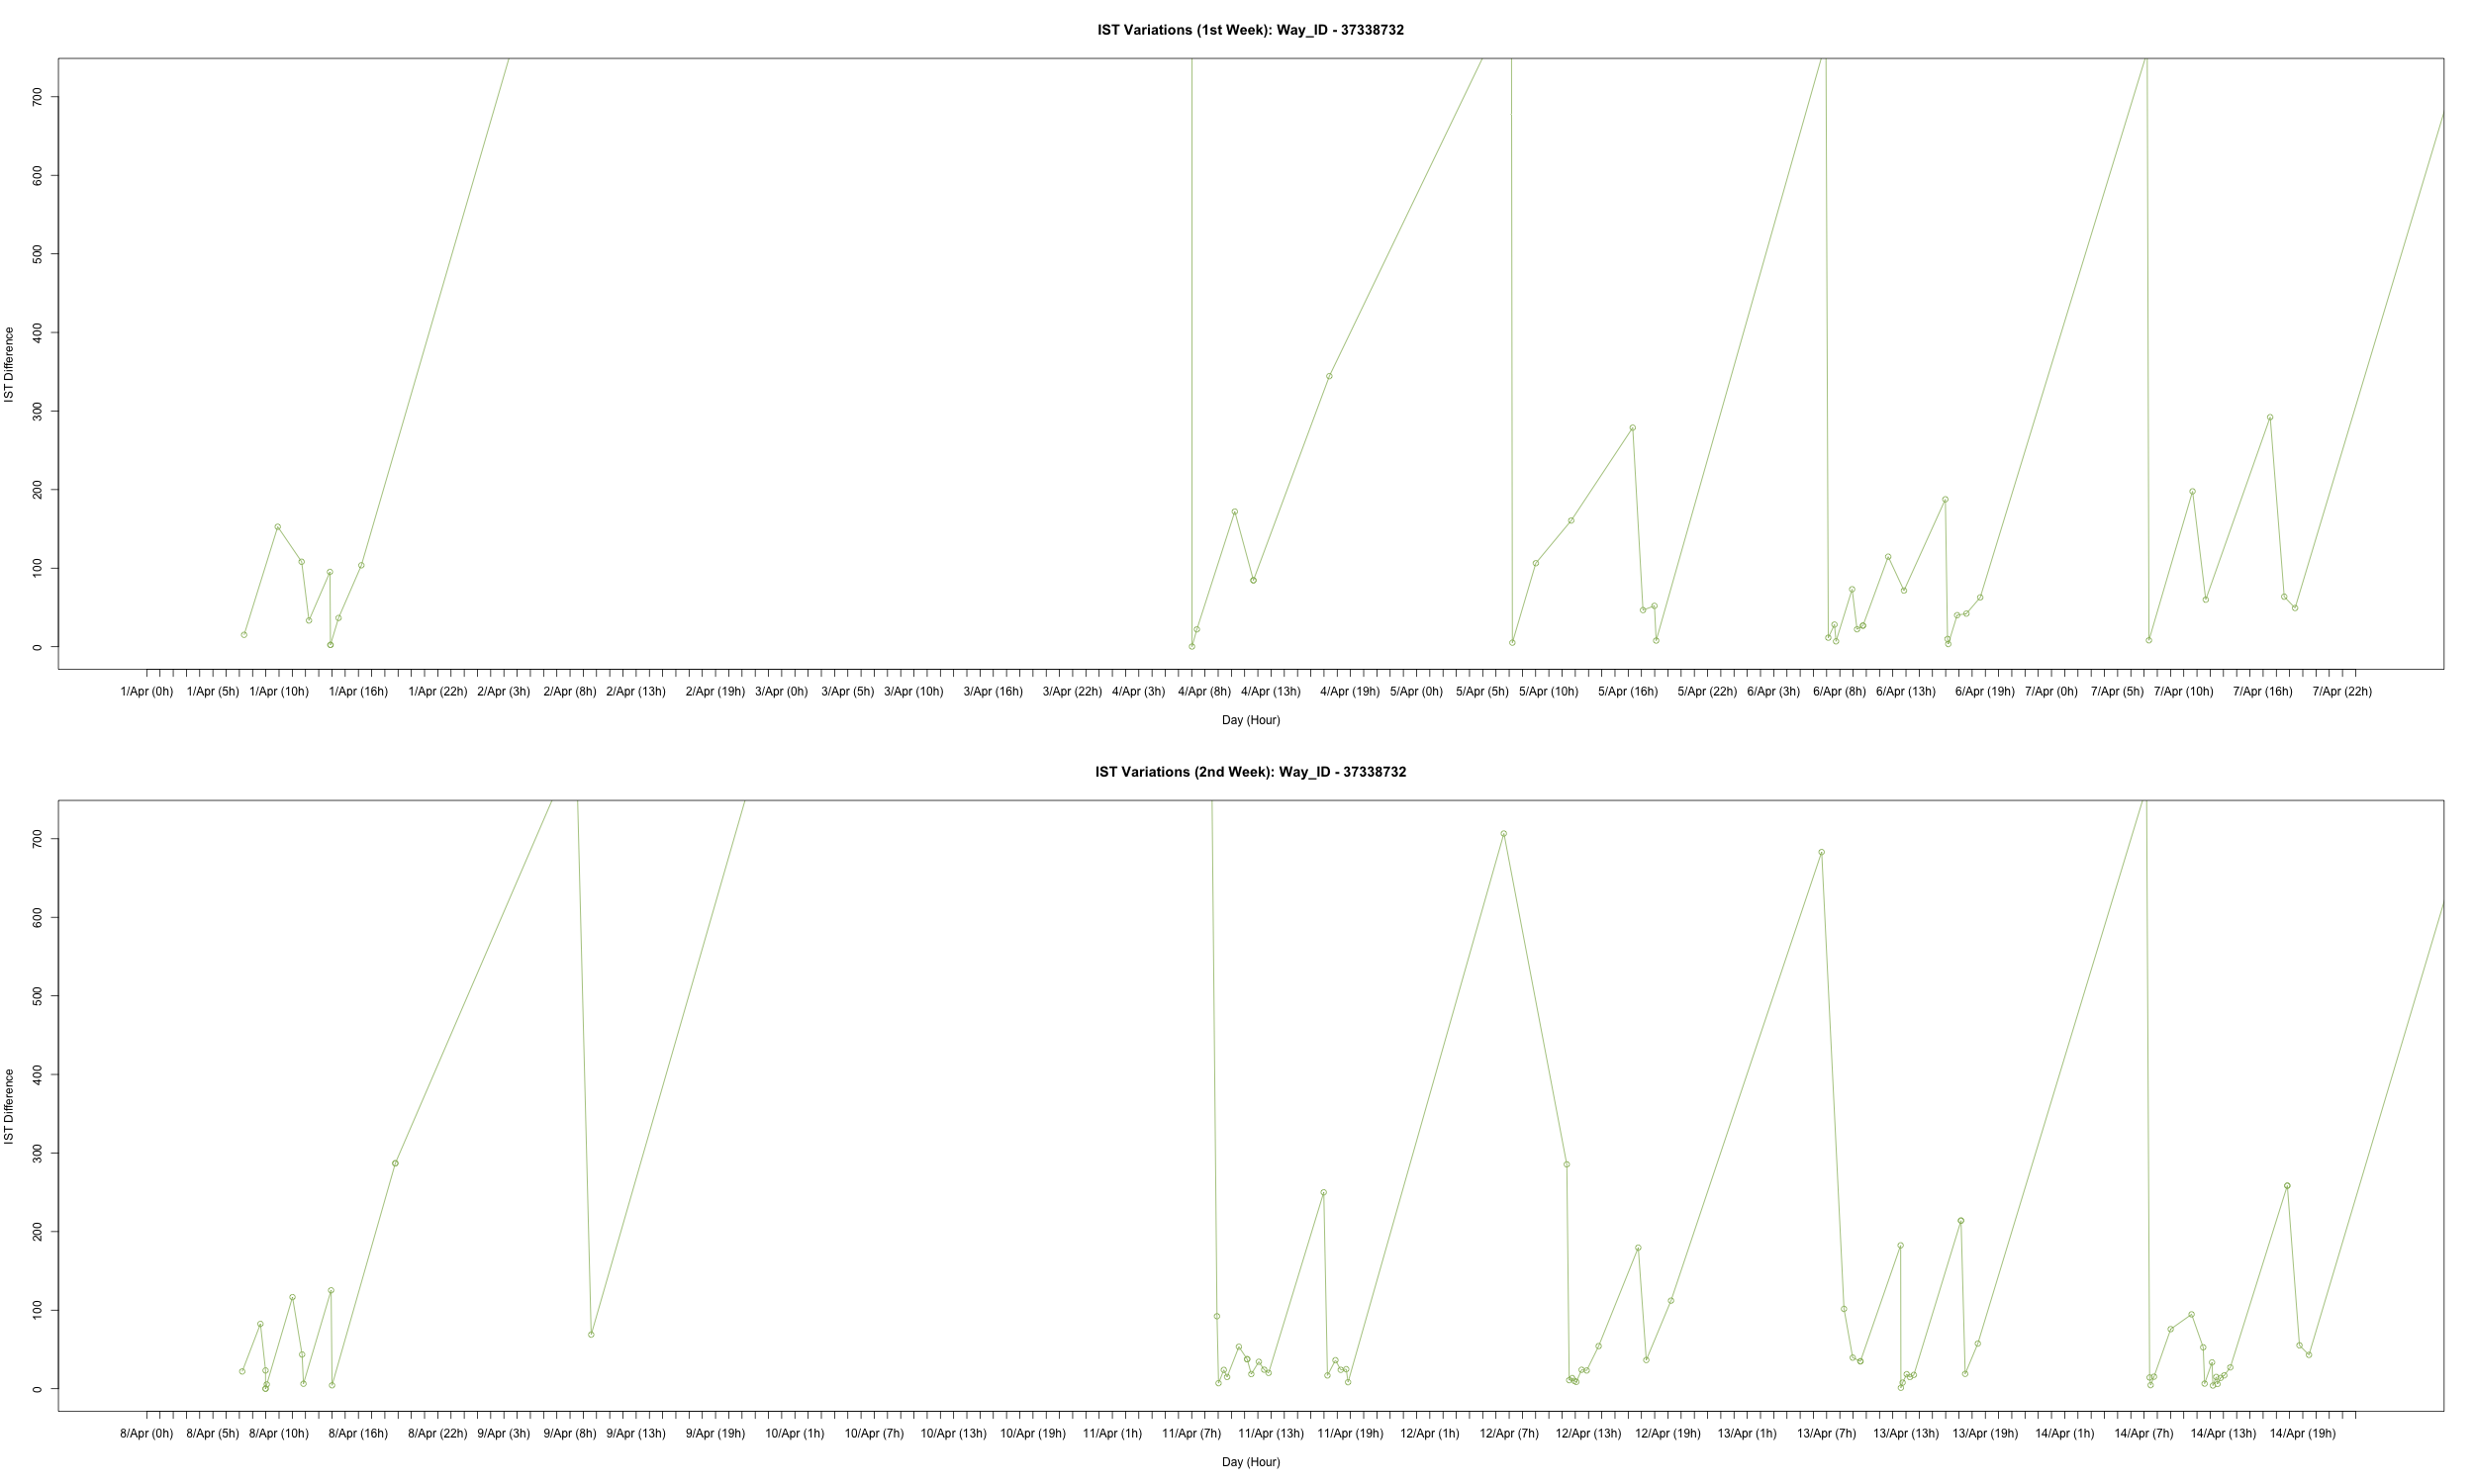 IST Variations (1st Week): Way_ID - 37338732
IST Difference
700
600
500
400
300
200
100
0
1/Apr (0h) 1/Apr (5h) 1/Apr (10h) 1/Apr (16h) 1/Apr (22h) 2/Apr (3h) 2/Apr (8h) 2/Apr (13h) 2/Apr (19h) 3/Apr (0h) 3/Apr (5h) 3/Apr (10h) 3/Apr (16h) 3/Apr (22h) 4/Apr (3h) 4/Apr (8h) 4/Apr (13h) 4/Apr (19h) 5/Apr (0h) 5/Apr (5h) 5/Apr (10h) 5/Apr (16h) 5/Apr (22h) 6/Apr (3h) 6/Apr (8h) 6/Apr (13h) 6/Apr (19h) 7/Apr (0h) 7/Apr (5h) 7/Apr (10h) 7/Apr (16h) 7/Apr (22h)
Day (Hour)
IST Variations (2nd Week): Way_ID - 37338732
IST Difference
700
600
500
400
300
200
100
0
8/Apr (0h) 8/Apr (5h) 8/Apr (10h) 8/Apr (16h) 8/Apr (22h) 9/Apr (3h) 9/Apr (8h) 9/Apr (13h) 9/Apr (19h) 10/Apr (1h) 10/Apr (7h) 10/Apr (13h) 10/Apr (19h) 11/Apr (1h) 11/Apr (7h) 11/Apr (13h) 11/Apr (19h) 12/Apr (1h) 12/Apr (7h) 12/Apr (13h) 12/Apr (19h) 13/Apr (1h) 13/Apr (7h) 13/Apr (13h) 13/Apr (19h) 14/Apr (1h) 14/Apr (7h) 14/Apr (13h) 14/Apr (19h)
Day (Hour)